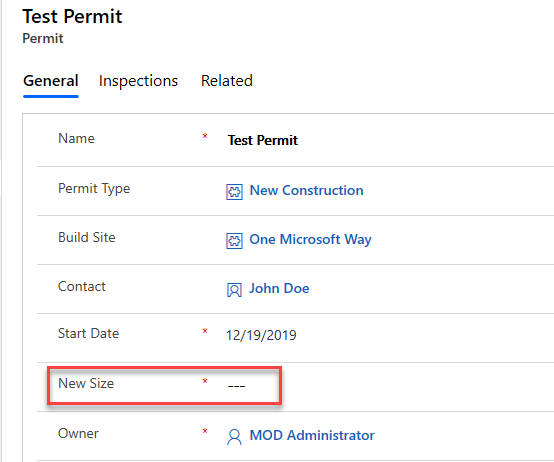 Test Permit
Permit
General Inspections Related
Name * Test Permit
Permit Type New Construction
Build Site One Microsoft Way
Contact John Doe
Start Date * 12/19/2019
New Size * ---
Owner * MOD Administrator